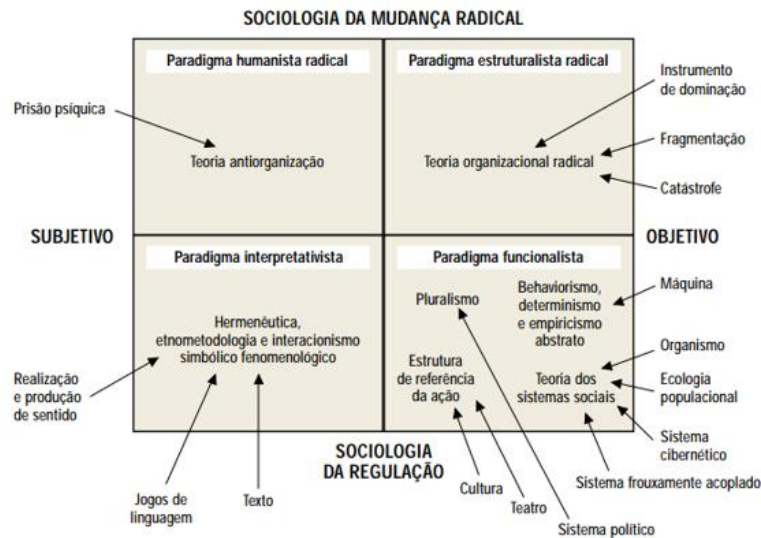 SOCIOLOGIA DA MUDANÇA RADICAL
Paradigma humanista radical
Paradigma estruturalista radical
Instrumento
de dominação
Prisão psíquica
Fragmentação
Teoria antiorganização
Teoria organizacional radical
Catástrofe
SUBJETIVO
OBJETIVO
Paradigma interpretativista
Paradigma funcionalista
Máquina
Pluralismo
Behaviorismo,
determinismo
e empiricismo
abstrato
Hermenêutica,
etnometodologia e interacionismo
simbólico fenomenológico
Organismo
Estrutura
de referência
da ação
Teoria dos
sistemas sociais
Ecologia
populacional
Realização
e produção
de sentido
Sistema
cibernético
SOCIOLOGIA
DA REGULAÇÃO
Sistema frouxamente acoplado
Cultura
Jogos de
linguagem
Texto
Teatro
Sistema político